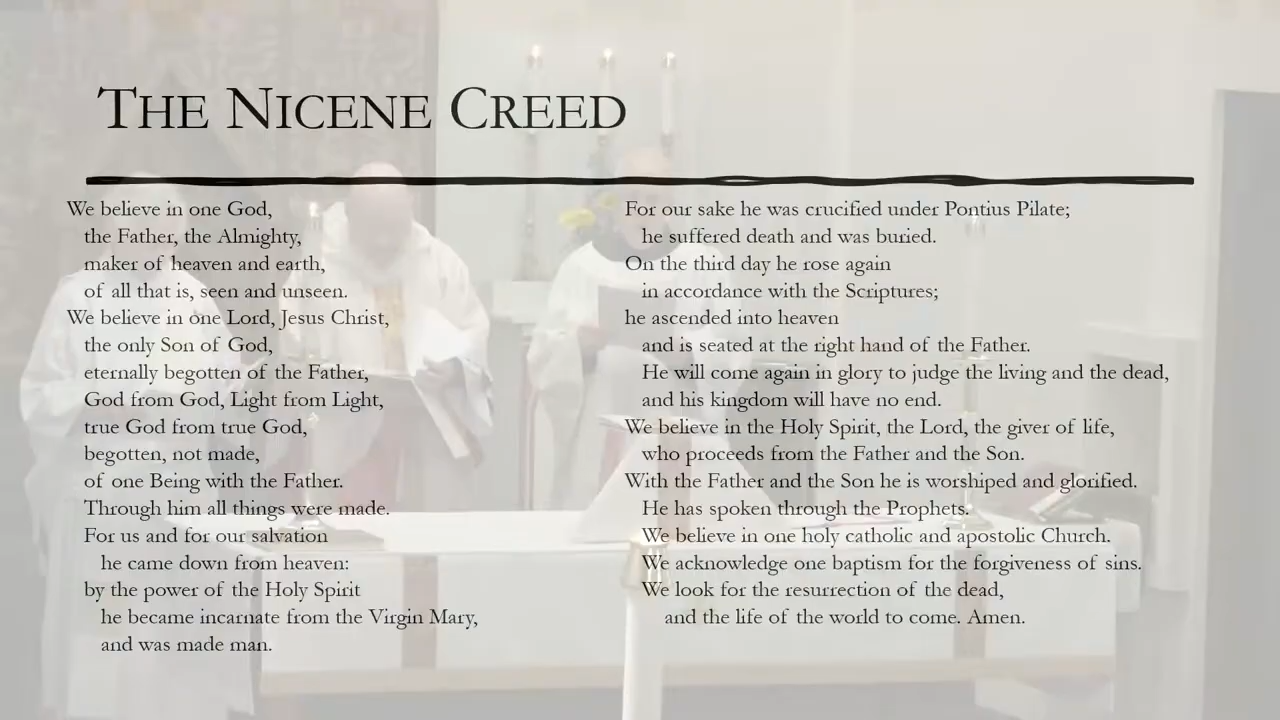 THE NICENE CREED
We believe in one God,
the Father, the Almighty,
maker of heaven and earth,
of all that is, seen and unseen.
We believe in one Lord, Jesus Christ,
the only Son of God,
eternally begotten of the Father,
God from God, Light from Light,
true God from true God,
begotten, not made,
of one Being with the Father.
Through him all things were made.
For us and for our salvation
he came down from heaven:
by the power of the Holy Spirit
he became incarnate from the Virgin Mary,
and was made man.
For our sake he was crucified under Pontius Pilate;
he suffered death and was buried.
On the third day he rose again
in accordance with the Scriptures;
he ascended into heaven
and is seated at the right hand of the Father.
He will come again in glory to judge the living and the dead,
and his kingdom will have no end.
We believe in the Holy Spirit, the Lord, the giver of life,
who proceeds from the Father and the Son.
With the Father and the Son he is worshiped and glorified.
He has spoken through the Prophets.
We believe in one holy catholic and apostolic Church.
We acknowledge one baptism for the forgiveness of sins.
We look for the resurrection of the dead,
and the life of the world to come. Amen.